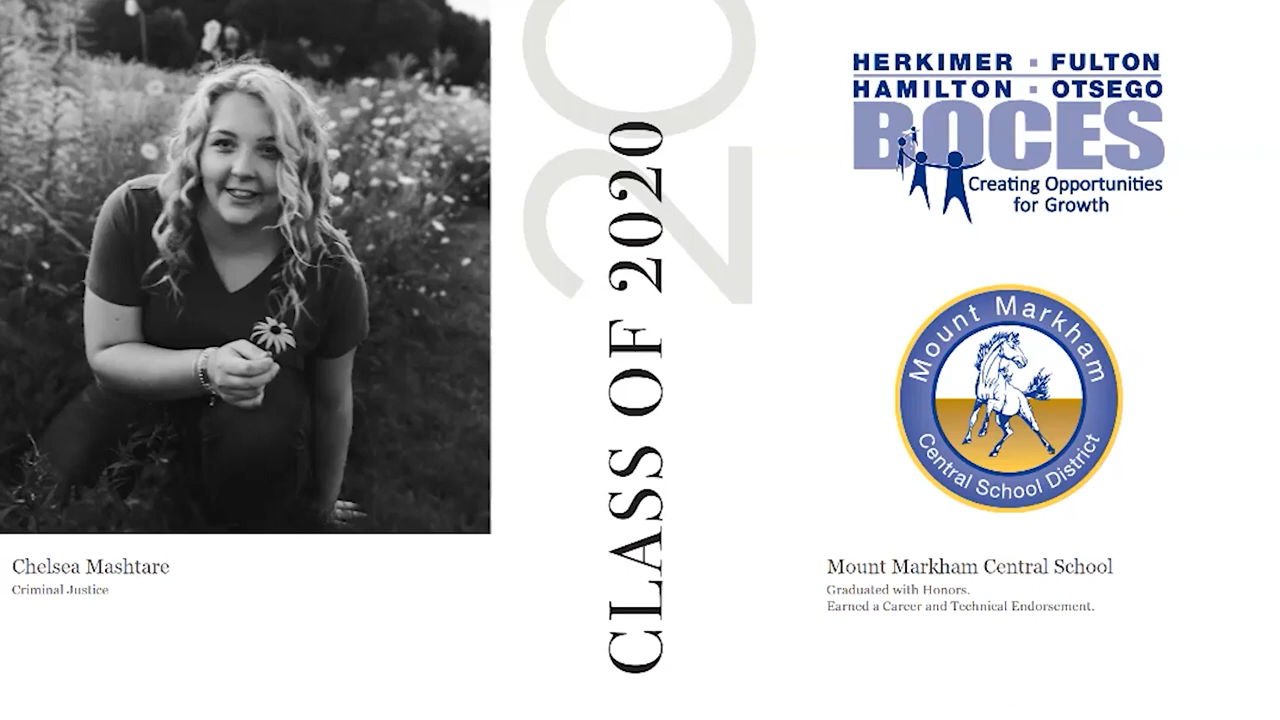 Chelsea Mashtare
Criminal Justice
20
CLASS OF 2020
HERKIMER · FULTON
HAMILTON · OTSEGO
BOCES
Creating Opportunities
for Growth
Mount Markham
Central School District
Mount Markham Central School
Graduated with Honors.
Earned a Career and Technical Endorsement.